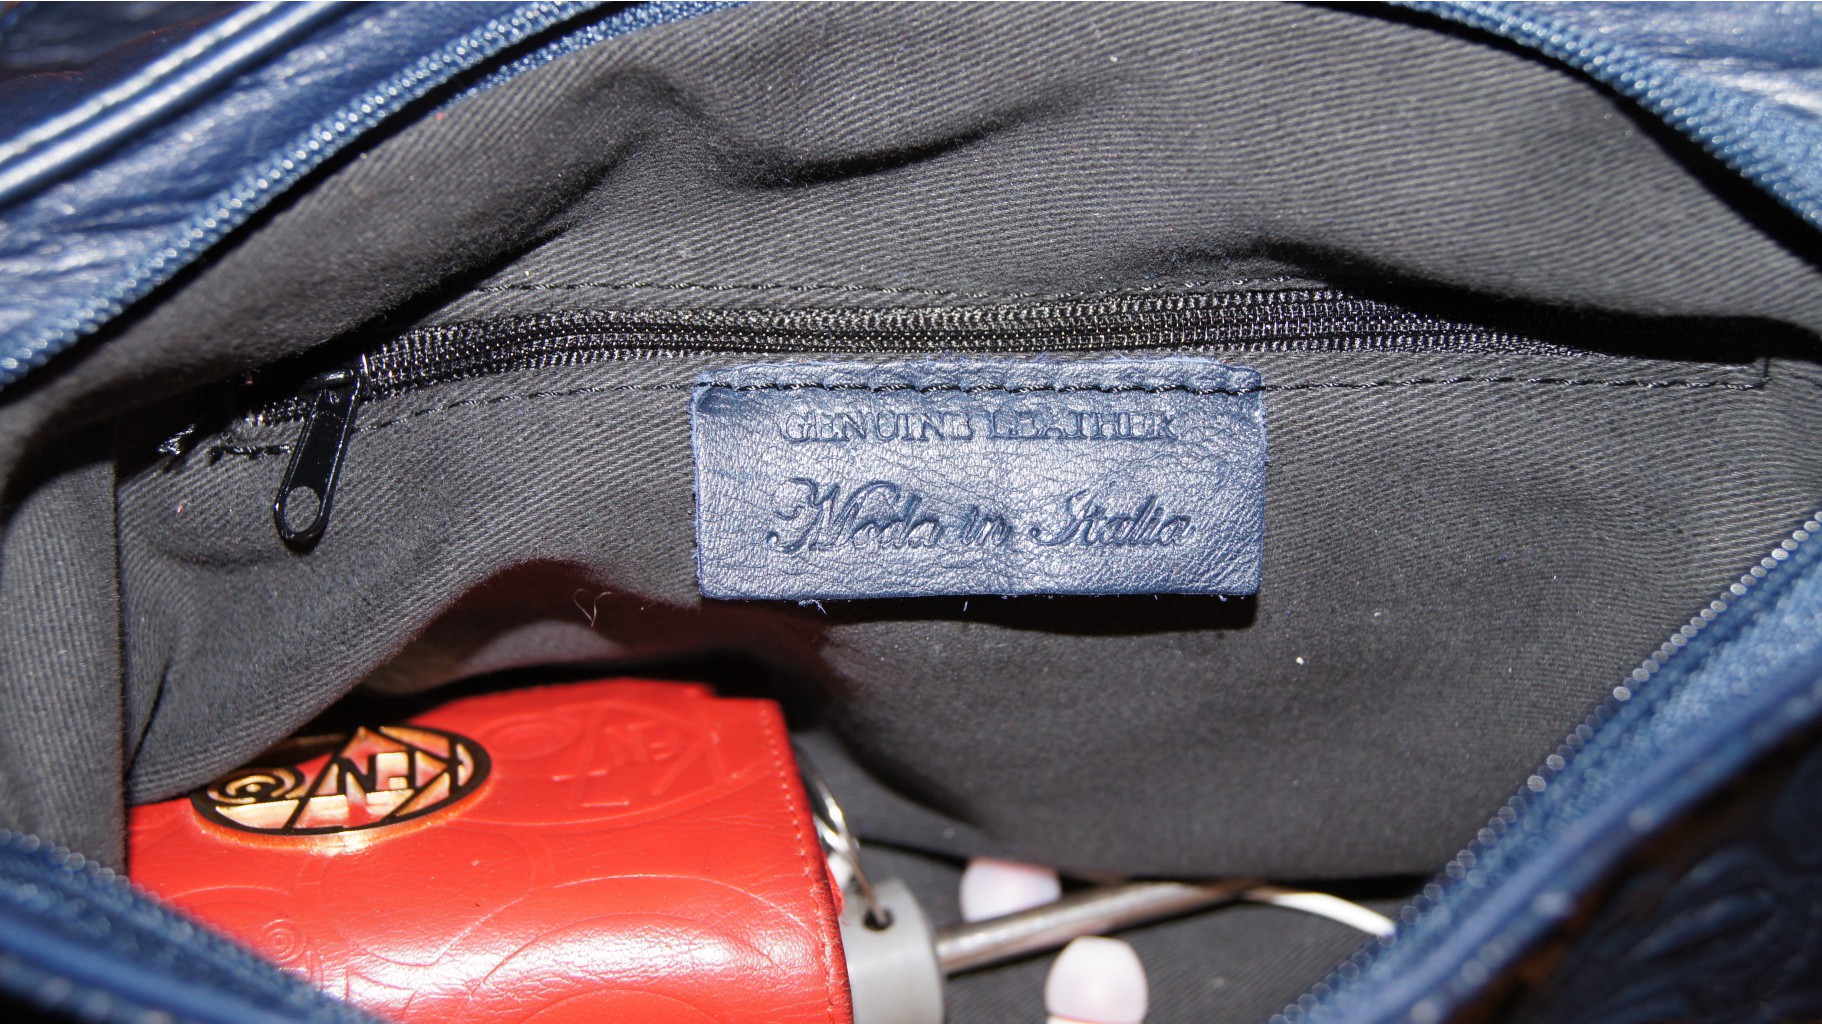 GENUINE LEATHER
Moda in Italia